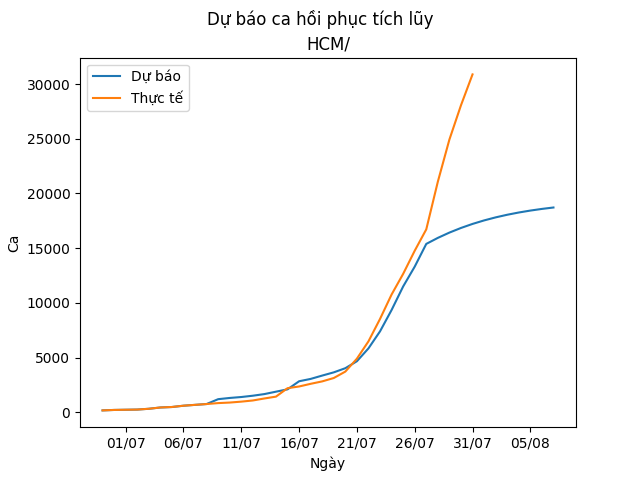 Dự báo ca hồi phục tích lũy
HCM/
Dự báo
Thực tế
30000
25000
20000
15000
10000
5000
0
Ca
01/07 06/07 11/07 16/07 21/07 26/07 31/07 05/08
Ngày